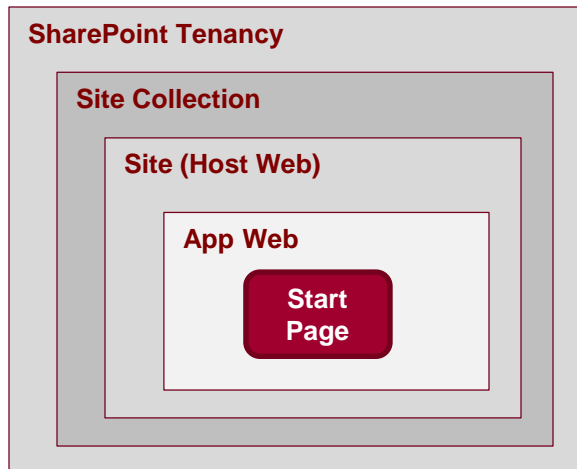 SharePoint Tenancy
Site Collection
Site (Host Web)
App Web
Start
Page